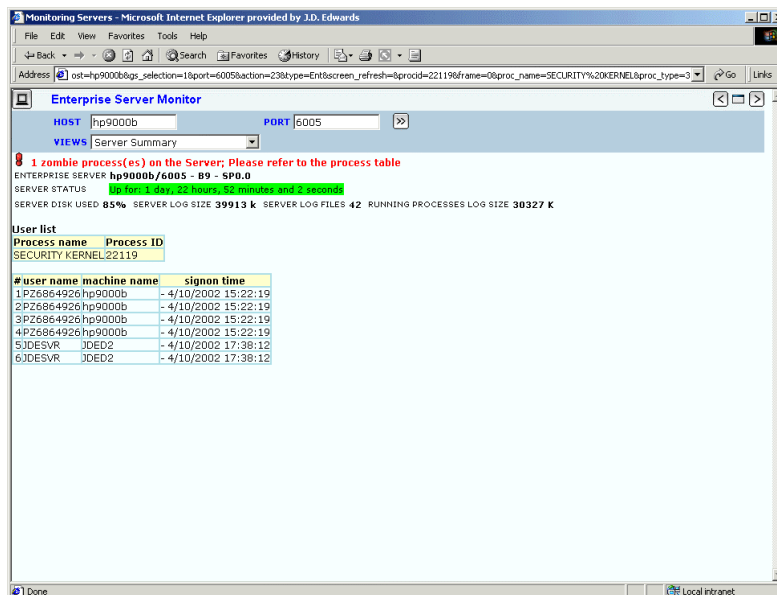 Monitoring Servers - Microsoft Internet Explorer provided by J.D. Edwards
File Edit View Favorites Tools Help
Back Search Favorites History
Address ost=hp9000b&gs_selection=1&port=6005&action=23&type=Ent&screen_refresh=&procid=22119&frame=0&proc_name=SECURITY%20KERNEL&proc_type=3 Go Links
Enterprise Server Monitor
HOST hp9000b PORT 6005 >>
VIEWS Server Summary
1 zombie process(es) on the Server; Please refer to the process table
ENTERPRISE SERVER hp9000b/6005 - B9 - SP0.0
SERVER STATUS Up for: 1 day, 22 hours, 52 minutes and 2 seconds
SERVER DISK USED 85% SERVER LOG SIZE 39913 k SERVER LOG FILES 42 RUNNING PROCESSES LOG SIZE 30327 K
User list
Process name Process ID
SECURITY KERNEL 22119
# user name machine name signon time
1 PZ6864926 hp9000b - 4/10/2002 15:22:19
2 PZ6864926 hp9000b - 4/10/2002 15:22:19
3 PZ6864926 hp9000b - 4/10/2002 15:22:19
4 PZ6864926 hp9000b - 4/10/2002 15:22:19
5 JDESVR JDED2 - 4/10/2002 17:38:12
6 JDESVR JDED2 - 4/10/2002 17:38:12
Done Local intranet